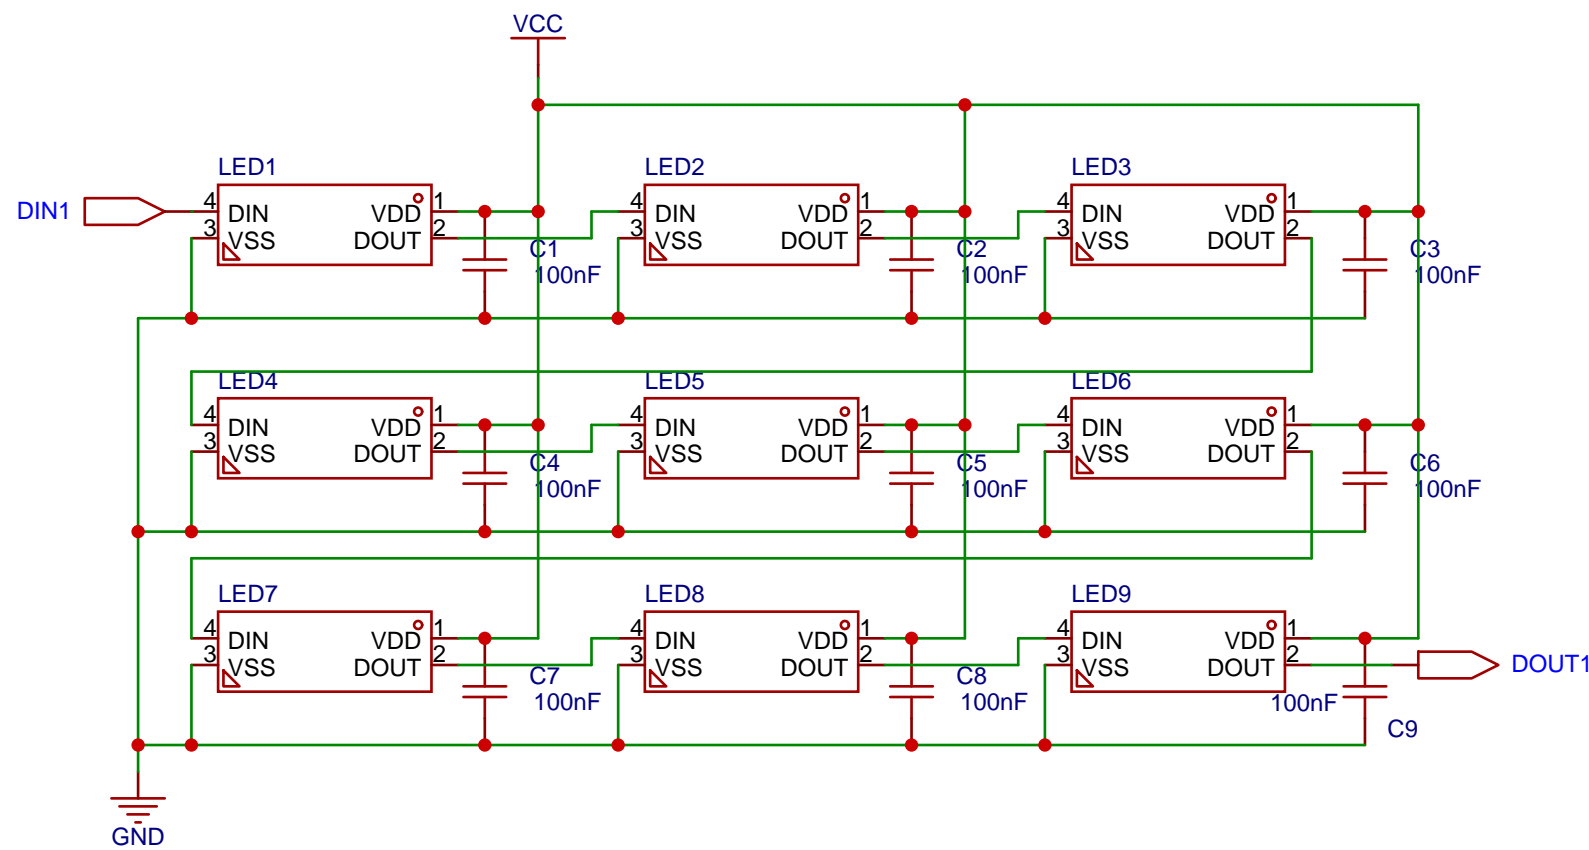 VCC
LED1 LED2 LED3
DIN1 4 DIN VDD 1 4 DIN VDD 1 4 DIN VDD 1
3 VSS DOUT 2 3 VSS DOUT 2 3 VSS DOUT 2
C1 C2 C3
100nF 100nF 100nF
LED4 LED5 LED6
4 DIN VDD 1 4 DIN VDD 1 4 DIN VDD 1
3 VSS DOUT 2 3 VSS DOUT 2 3 VSS DOUT 2
C4 C5 C6
100nF 100nF 100nF
LED7 LED8 LED9
4 DIN VDD 1 4 DIN VDD 1 4 DIN VDD 1
3 VSS DOUT 2 3 VSS DOUT 2 3 VSS DOUT 2 DOUT1
C7 C8
100nF 100nF 100nF
C9
GND